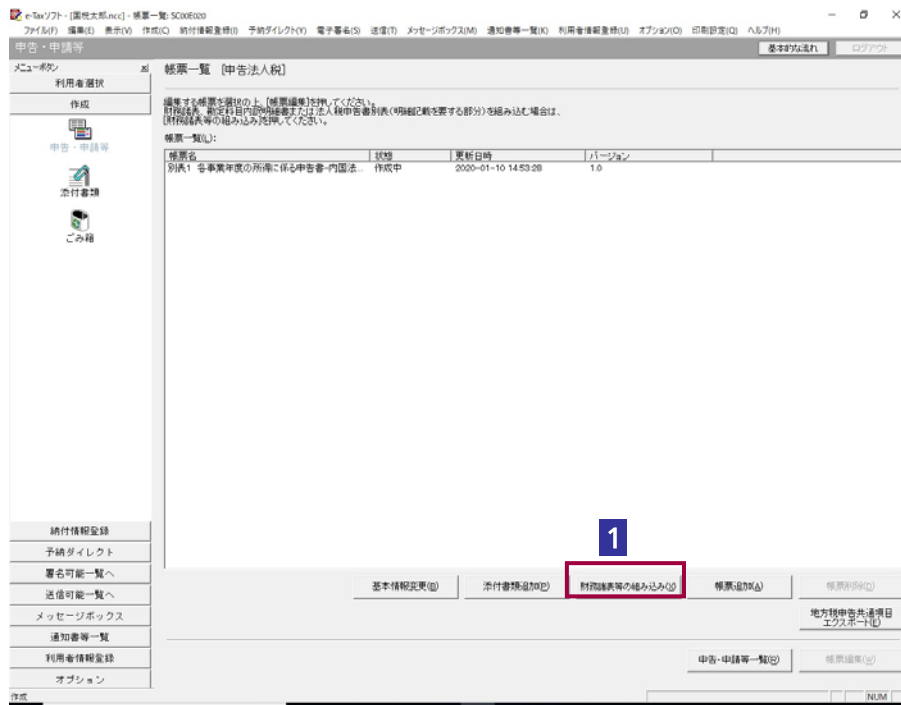 e-Taxソフト - [国税太郎.ncc] - 帳票一覧: SC00E020
ファイル(F) 編集(E) 表示(V) 作成(C) 納付情報登録(I) 予納ダイレクト(Y) 電子署名(S) 送信(T) メッセージボックス(M) 通知書等一覧(K) 利用者情報登録(U) オプション(O) 印刷設定(Q) ヘルプ(H)
申告・申請等 基本的な流れ ログアウト
メニューボタン
利用者選択
作成
申告・申請等
添付書類
ごみ箱
納付情報登録
予納ダイレクト
署名可能一覧へ
送信可能一覧へ
メッセージボックス
通知書等一覧
利用者情報登録
オプション
帳票一覧 [申告法人税]
編集する帳票を選択の上、[帳票編集]を押してください。
財務諸表、勘定科目内訳明細書または法人税申告書別表(明細記載を要する部分)を組み込む場合は、
[財務諸表等の組み込み]を押してください。
帳票一覧(L):
帳票名 状態 更新日時 バージョン
別表1 各事業年度の所得に係る申告書-内国法... 作成中 2020-01-10 14:53:28 1.0
1
基本情報変更(B) 添付書類追加(P) 財務諸表等の組み込み(X) 帳票追加(A) 帳票削除(D)
地方税申告共通項目
エクスポート(E)
申告・申請等一覧(R) 帳票編集(W)
作成 NUM